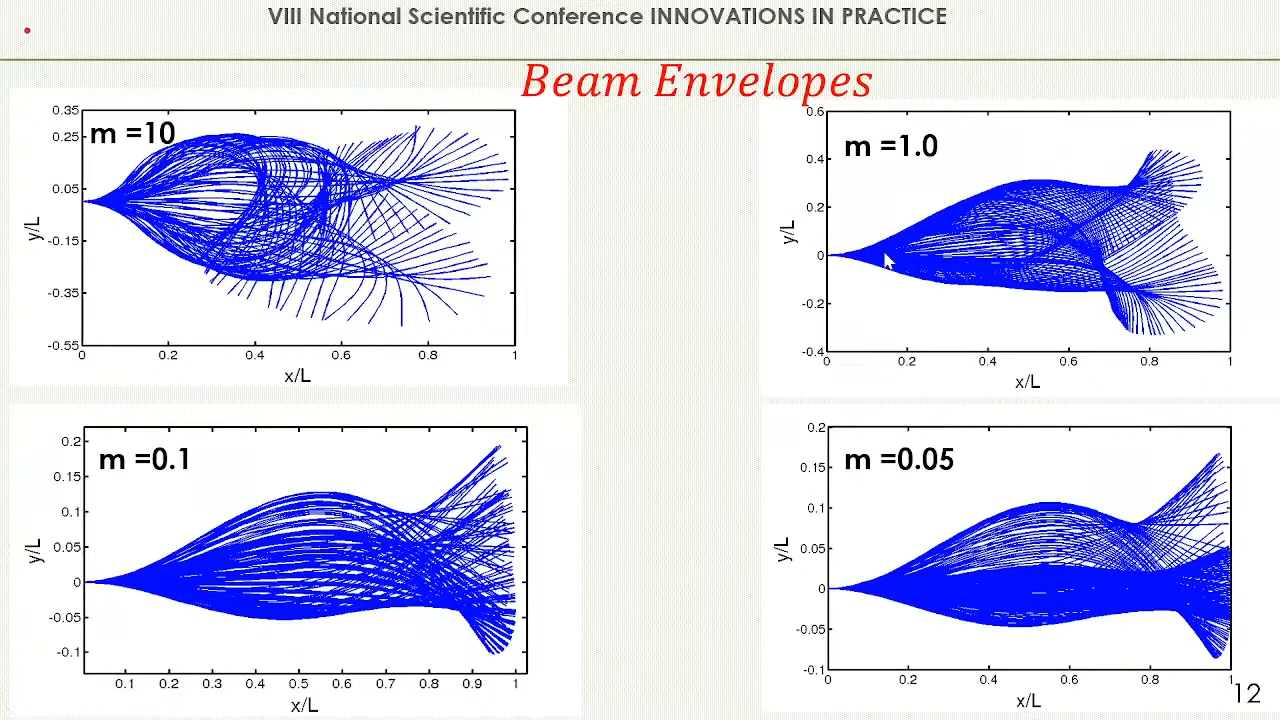 VIII National Scientific Conference INNOVATIONS IN PRACTICE
Beam Envelopes
m =10
0.35
0.25
0.05
-0.15
-0.35
-0.55
y/L
0 0.2 0.4 0.6 0.8 1
x/L
m =1.0
0.6
0.4
0.2
0
-0.2
-0.4
y/L
0 0.2 0.4 0.6 0.8 1
x/L
m =0.1
0.2
0.15
0.1
0.05
0
-0.05
-0.1
y/L
0.1 0.2 0.3 0.4 0.5 0.6 0.7 0.8 0.9 1
x/L
m =0.05
0.2
0.15
0.1
0.05
0
-0.05
-0.1
y/L
0 0.2 0.4 0.6 0.8 1
x/L
12